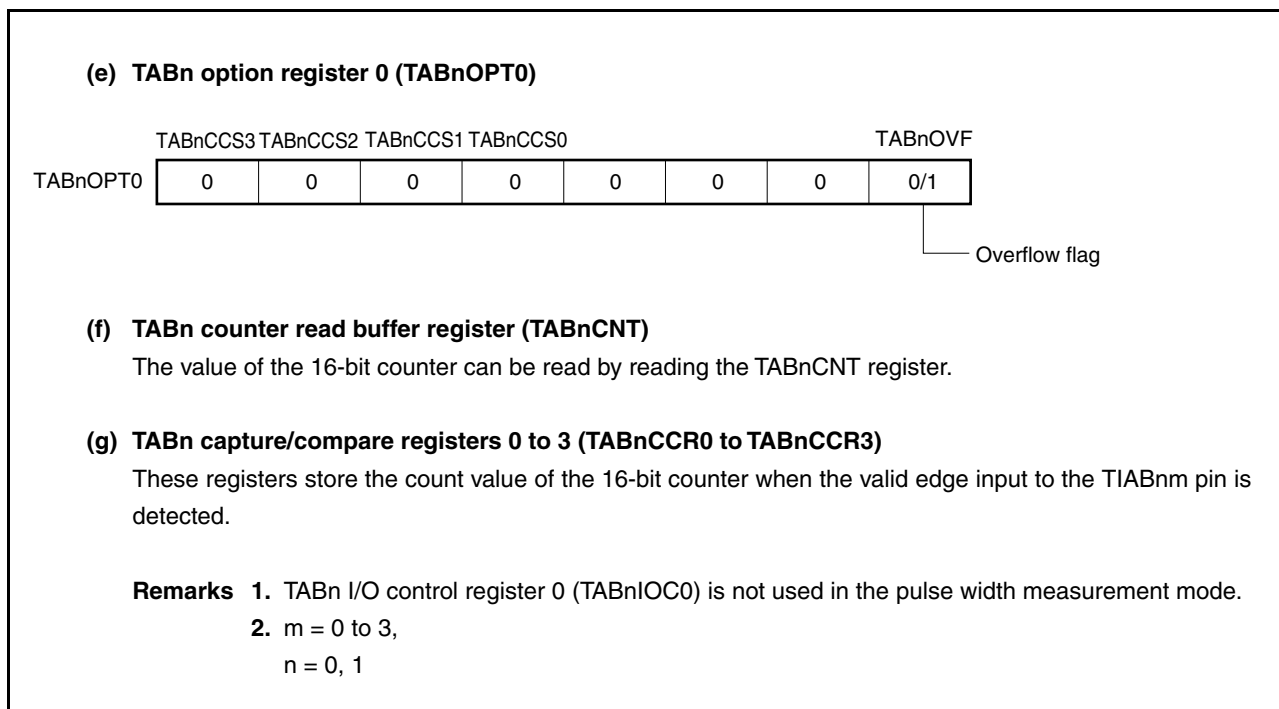 (e) TABn option register 0 (TABnOPT0)
TABnCCS3 TABnCCS2 TABnCCS1 TABnCCS0 TABnOVF
TABnOPT0 0 0 0 0 0 0 0 0/1
Overflow flag
(f) TABn counter read buffer register (TABnCNT)
The value of the 16-bit counter can be read by reading the TABnCNT register.
(g) TABn capture/compare registers 0 to 3 (TABnCCR0 to TABnCCR3)
These registers store the count value of the 16-bit counter when the valid edge input to the TIABnm pin is
detected.
Remarks 1. TABn I/O control register 0 (TABnIOC0) is not used in the pulse width measurement mode.
2. m = 0 to 3,
n = 0, 1